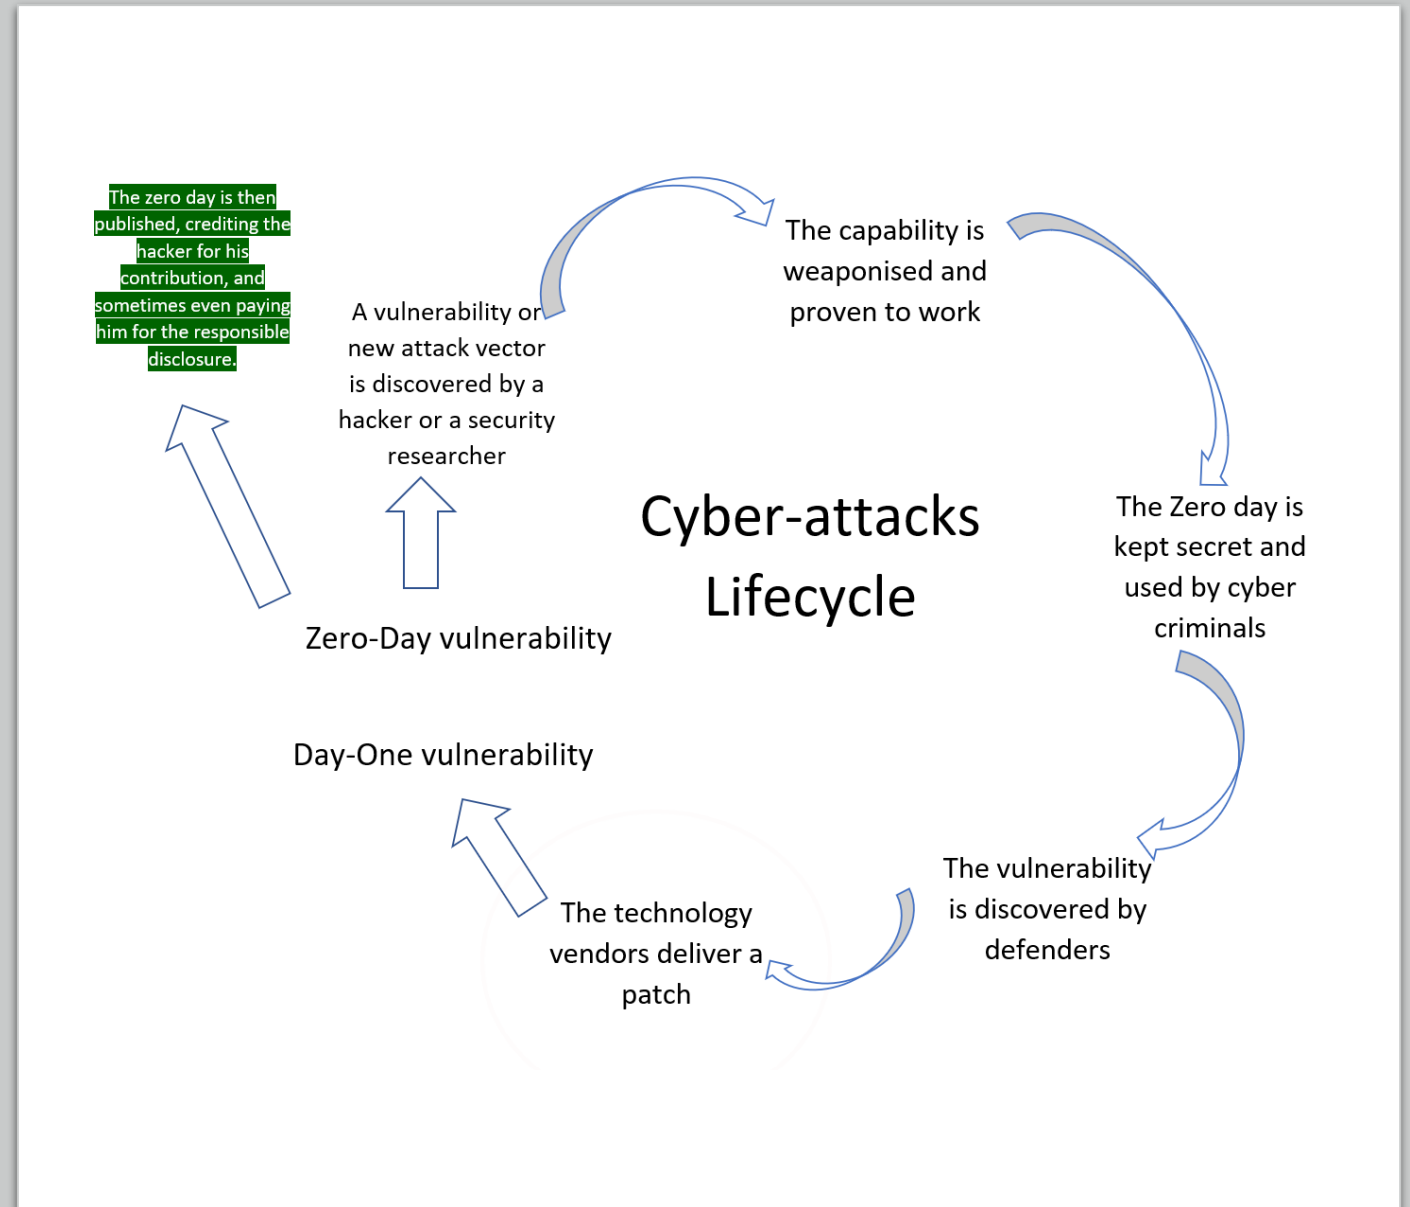 The zero day is then
published, crediting the
hacker for his
contribution, and
sometimes even paying
him for the responsible
disclosure.
A vulnerability or
new attack vector
is discovered by a
hacker or a security
researcher
The capability is
weaponised and
proven to work
The Zero day is
kept secret and
used by cyber
criminals
Cyber-attacks
Lifecycle
Zero-Day vulnerability
Day-One vulnerability
The vulnerability
is discovered by
defenders
The technology
vendors deliver a
patch